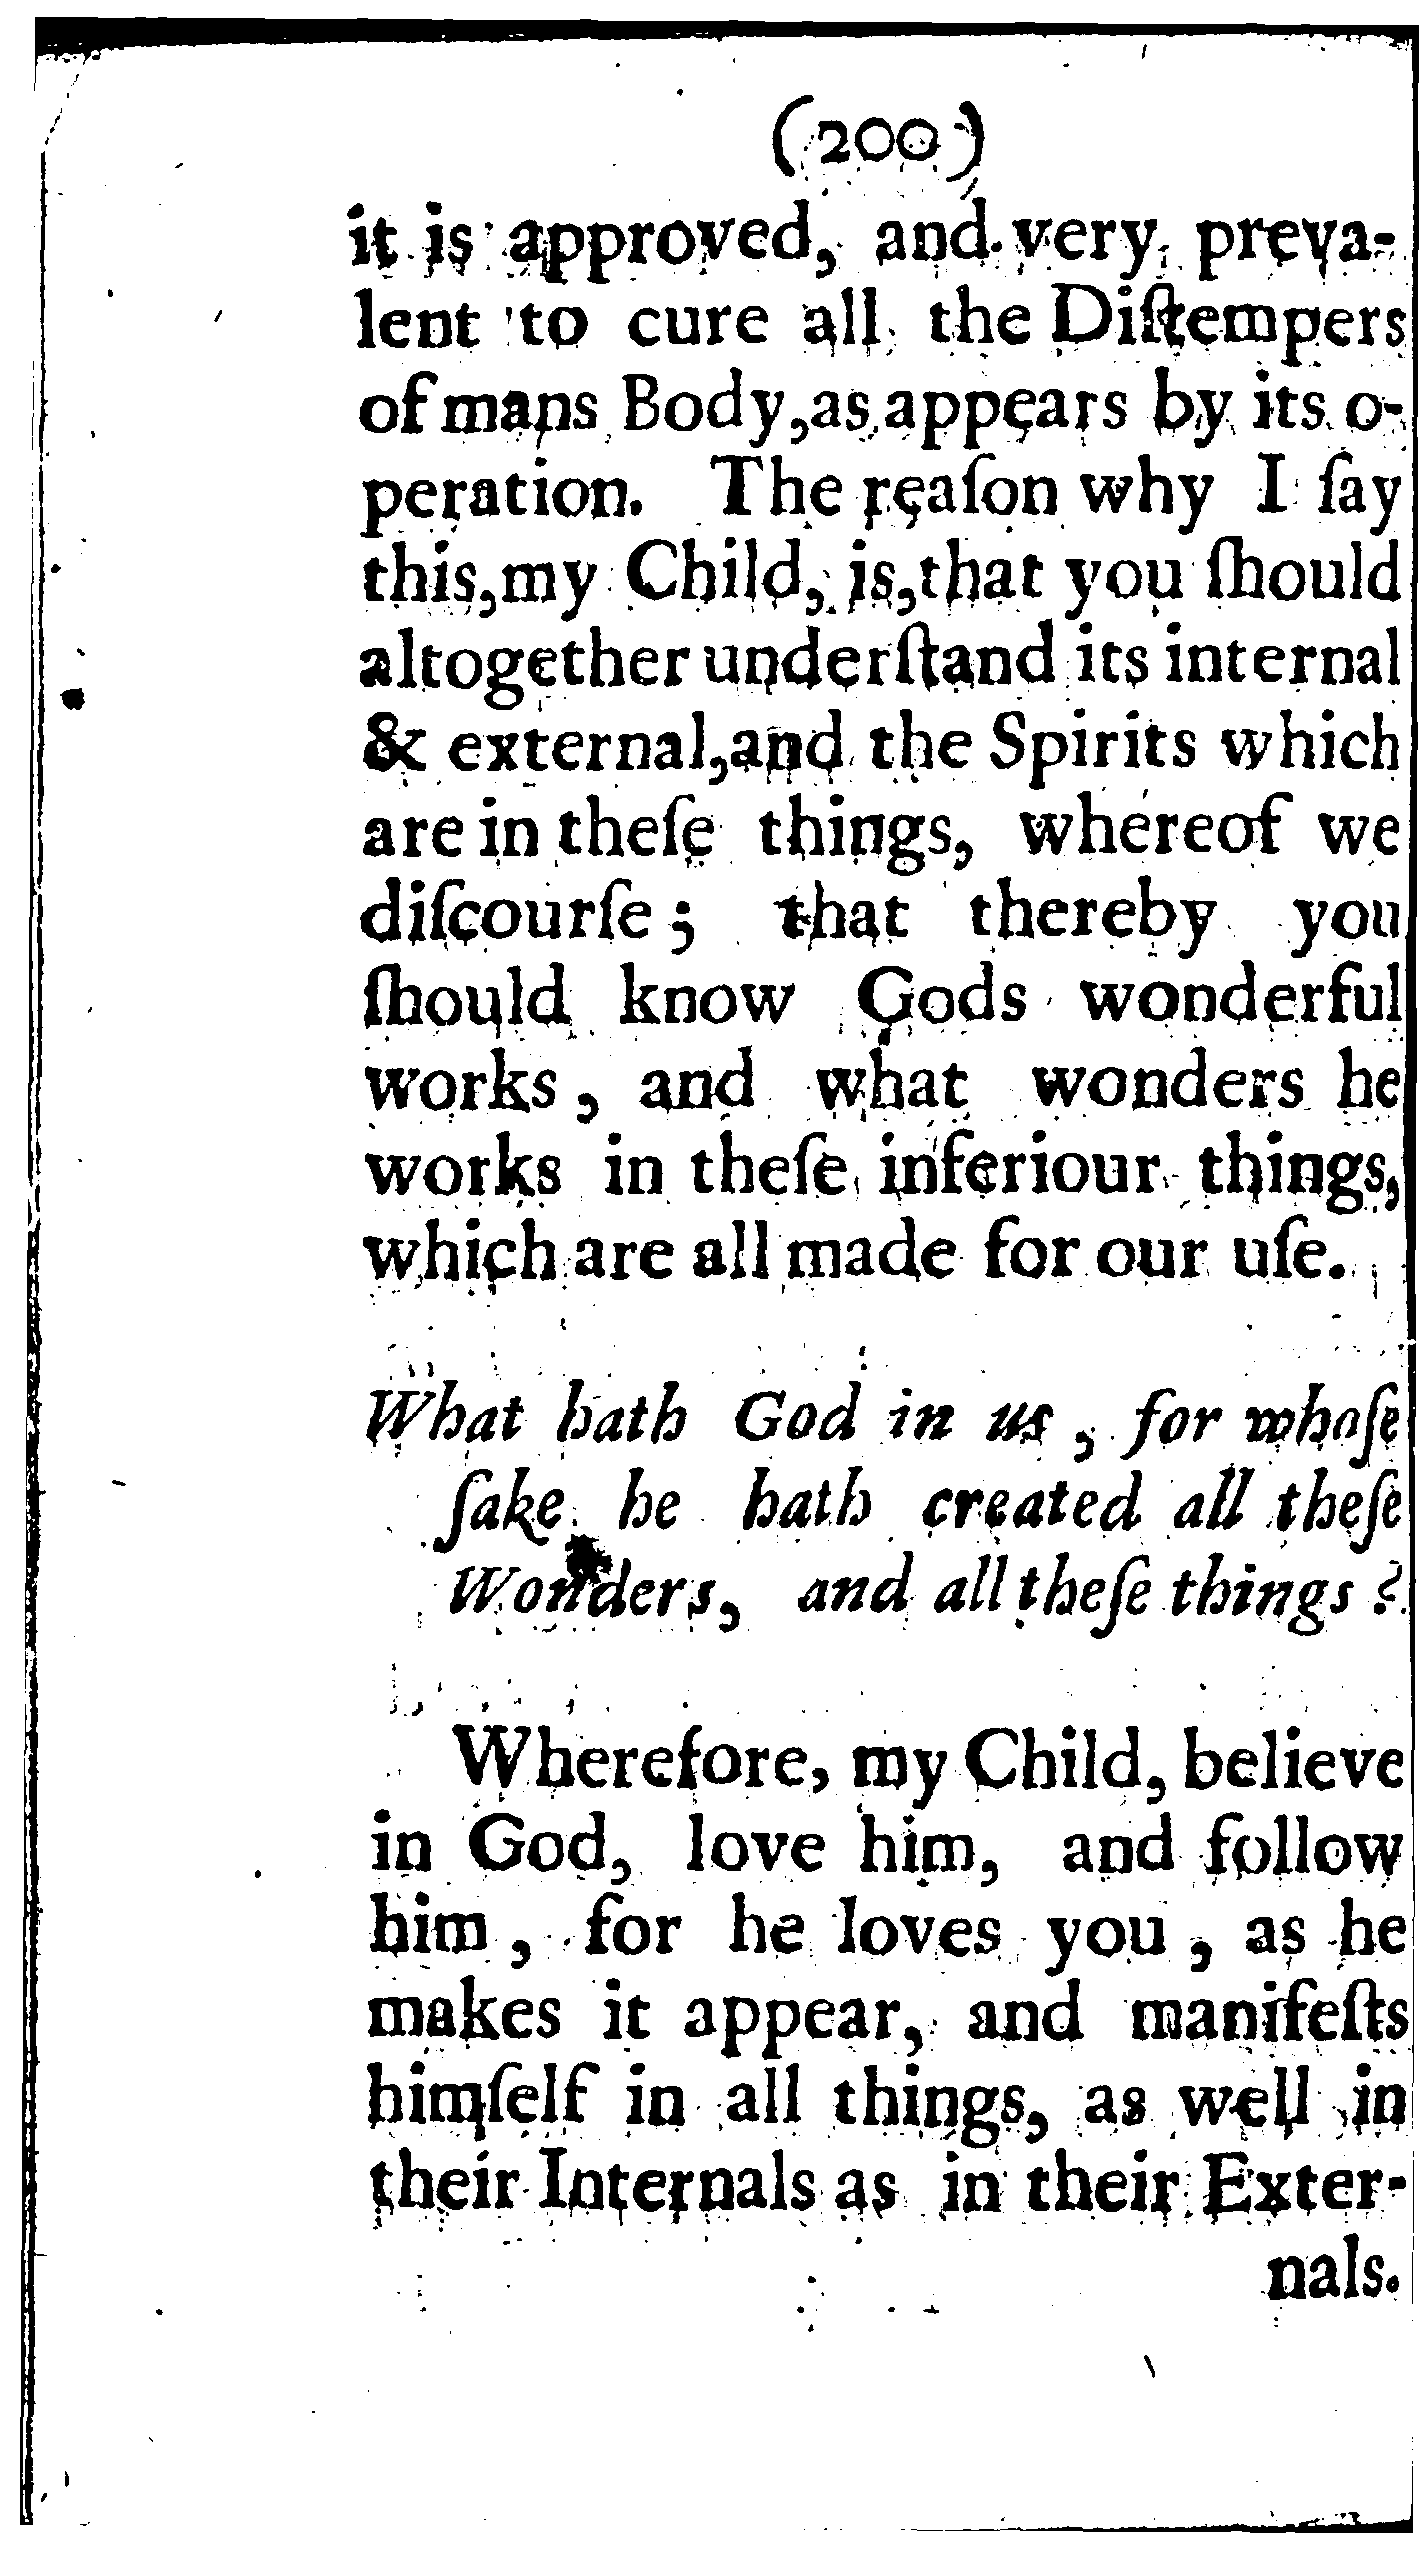 (200)
it is approved, and very preva-
lent to cure all the Diſtempers
of mans Body,as appears by its o-
peration. The reaſon why I ſay
this,my Child, is,that you ſhould
altogether underſtand its internal
& external,and the Spirits which
are in theſe things, whereof we
diſcourſe; that thereby you
ſhould know Gods wonderful
works, and what wonders he
works in theſe inferiour things,
which are all made for our uſe.
What hath God in us, for whoſe
ſake he hath created all theſe
Wonders, and all theſe things?
Wherefore, my Child, believe
in God, love him, and follow
him, for he loves you, as he
makes it appear, and manifeſts
himſelf in all things, as well in
their Internals as in their Exter-
nals.